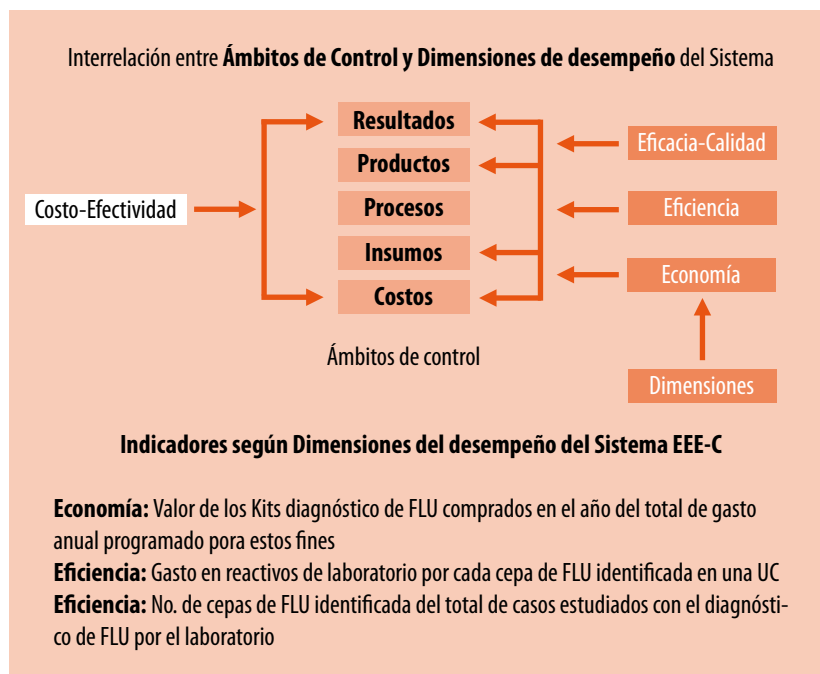 Interrelación entre Ámbitos de Control y Dimensiones de desempeño del Sistema
Resultados
Productos
Procesos
Insumos
Costos
Costo-Efectividad
Eficacia-Calidad
Eficiencia
Economía
Dimensiones
Ámbitos de control
Indicadores según Dimensiones del desempeño del Sistema EEE-C
Economía: Valor de los Kits diagnóstico de FLU comprados en el año del total de gasto
anual programado pora estos fines
Eficiencia: Gasto en reactivos de laboratorio por cada cepa de FLU identificada en una UC
Eficiencia: No. de cepas de FLU identificada del total de casos estudiados con el diagnósti-
co de FLU por el laboratorio